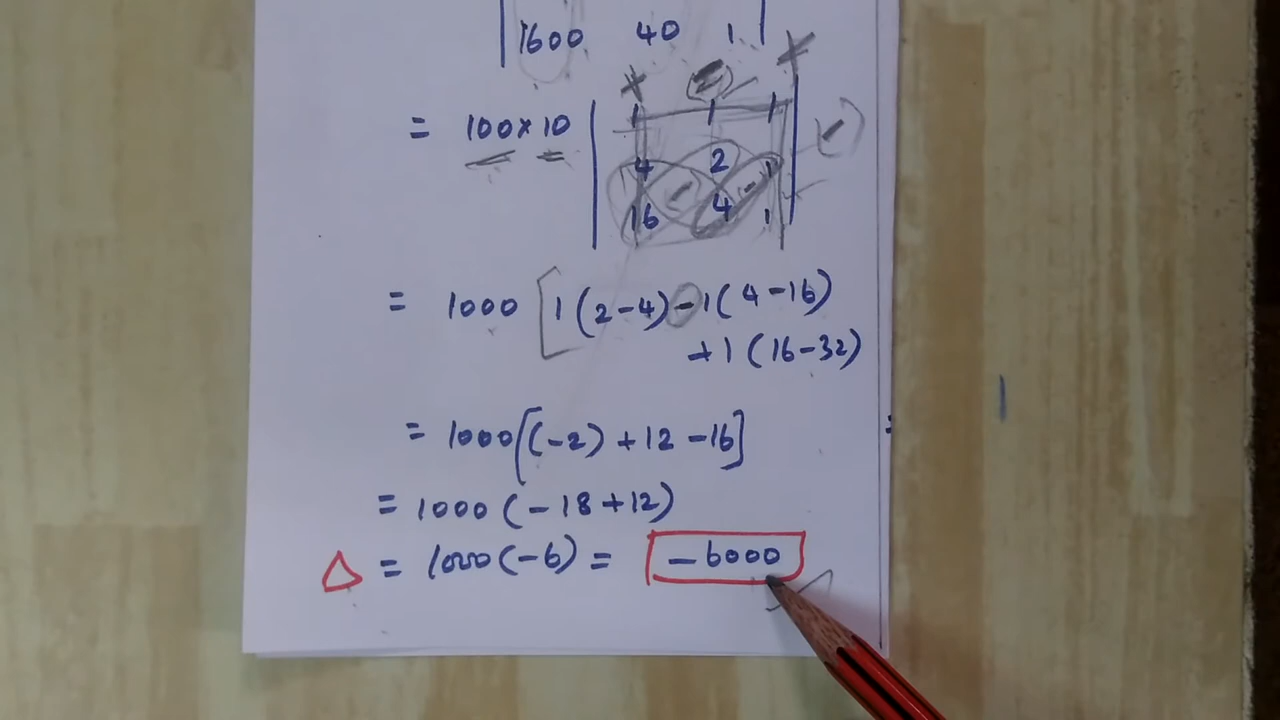 1600 40 1
= 100×10 | 1 1 1 |
4 2 1
16 4 1
= 1000 [1(2-4) -1(4-16)
+1(16-32)
= 1000[(-2) +12 -16]
= 1000(-18+12)
Δ = 1000(-6) = -6000